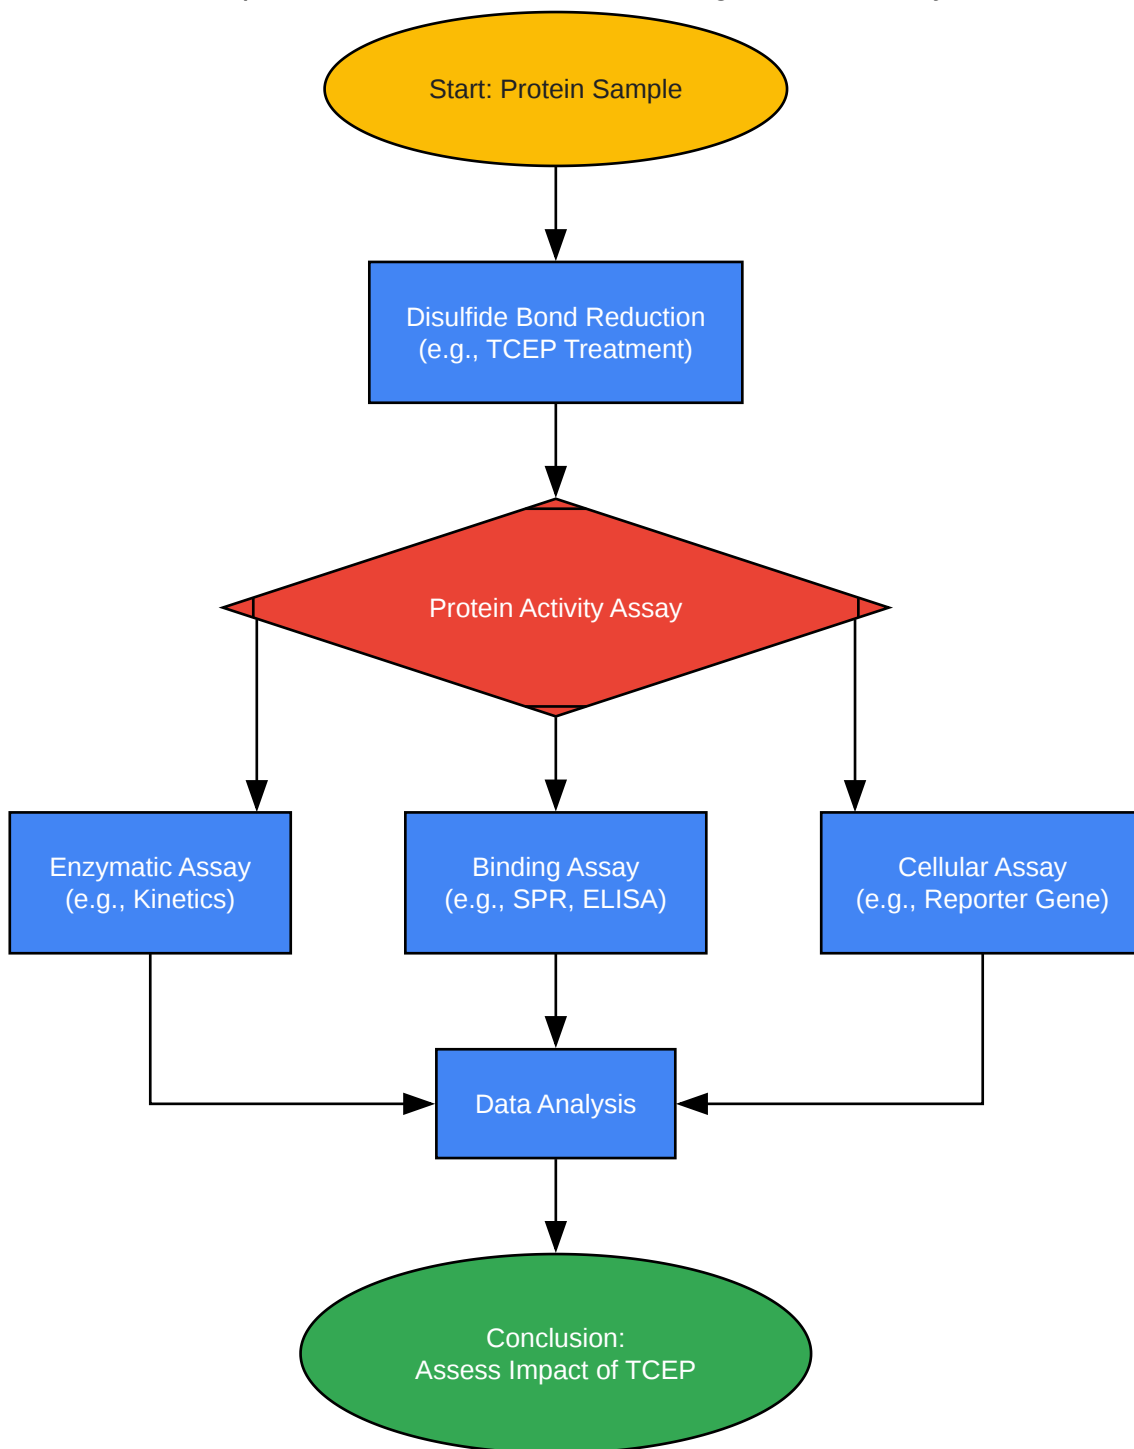 Start: Protein Sample
Disulfide Bond Reduction
(e.g., TCEP Treatment)
Protein Activity Assay
Enzymatic Assay
(e.g., Kinetics)
Binding Assay
(e.g., SPR, ELISA)
Cellular Assay
(e.g., Reporter Gene)
Data Analysis
Conclusion:
Assess Impact of TCEP